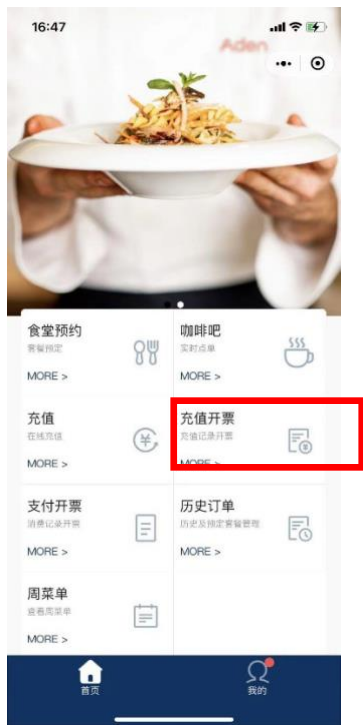 16:47
Aden
食堂预约
套餐预定
MORE >
咖啡吧
实时点单
MORE >
充值
在线充值
MORE >
充值开票
充值记录开票
MORE >
支付开票
消费记录开票
MORE >
历史订单
历史及预定套餐管理
MORE >
周菜单
查看周菜单
MORE >
首页
我的